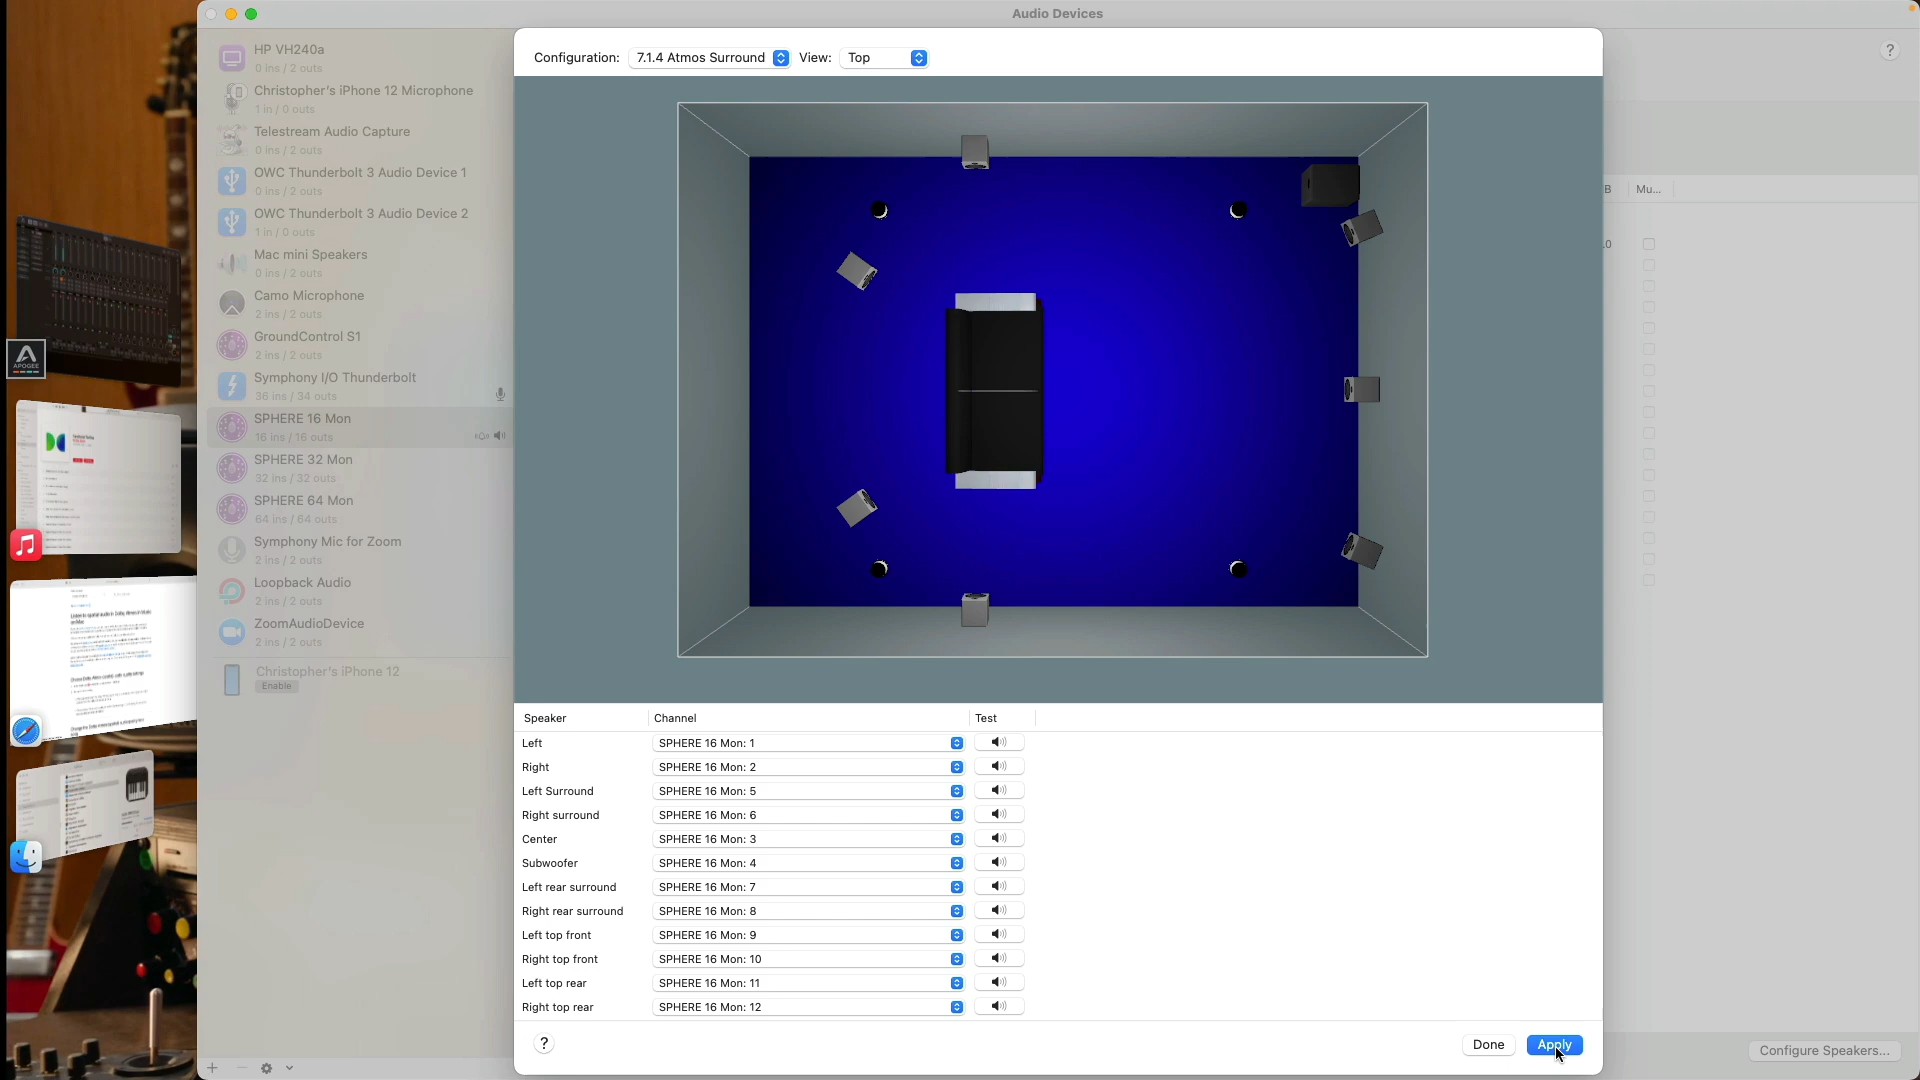 Audio Devices
HP VH240a
0 ins / 2 outs
Christopher's iPhone 12 Microphone
1 in / 0 outs
Telestream Audio Capture
0 ins / 2 outs
OWC Thunderbolt 3 Audio Device 1
0 ins / 2 outs
OWC Thunderbolt 3 Audio Device 2
1 in / 0 outs
Mac mini Speakers
0 ins / 2 outs
Camo Microphone
2 ins / 2 outs
GroundControl S1
2 ins / 2 outs
Symphony I/O Thunderbolt
36 ins / 34 outs
SPHERE 16 Mon
16 ins / 16 outs
SPHERE 32 Mon
32 ins / 32 outs
SPHERE 64 Mon
64 ins / 64 outs
Symphony Mic for Zoom
2 ins / 2 outs
Loopback Audio
2 ins / 2 outs
ZoomAudioDevice
2 ins / 2 outs
Christopher's iPhone 12
Enable
APOGEE
Configuration: 7.1.4 Atmos Surround View: Top
?
B Mu...
.0
Speaker Channel Test
Left SPHERE 16 Mon: 1
Right SPHERE 16 Mon: 2
Left Surround SPHERE 16 Mon: 5
Right surround SPHERE 16 Mon: 6
Center SPHERE 16 Mon: 3
Subwoofer SPHERE 16 Mon: 4
Left rear surround SPHERE 16 Mon: 7
Right rear surround SPHERE 16 Mon: 8
Left top front SPHERE 16 Mon: 9
Right top front SPHERE 16 Mon: 10
Left top rear SPHERE 16 Mon: 11
Right top rear SPHERE 16 Mon: 12
? Done Apply
Configure Speakers...